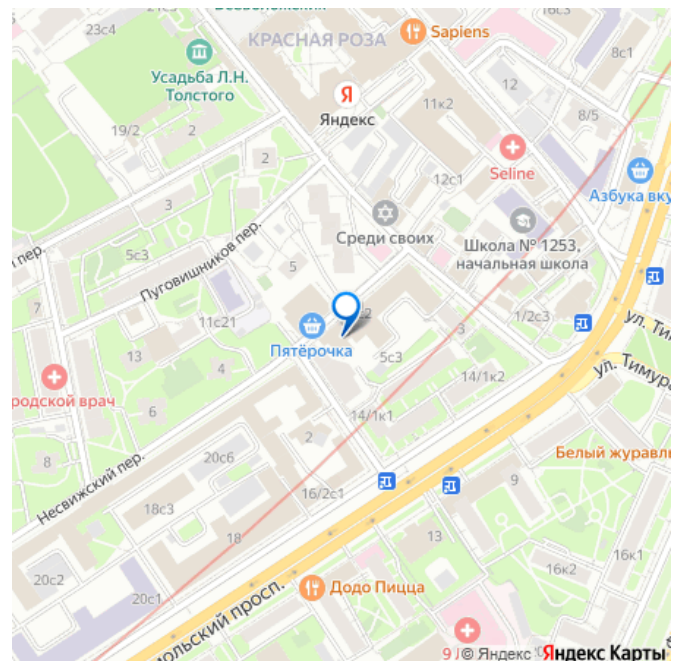 23с4
КРАСНАЯ РОЗА
Sapiens
16с3
8с1
Усадьба Л.Н.
Толстого
Я
Яндекс
11к2
12
8/5
19/2
2
2
Seline
12с1
Азбука вку
3
Среди своих
Школа № 1253,
начальная школа
пер.
5с3
Пуговишников пер.
5
7
11с21
Пятёрочка
5с3
3
1/2с3
ул. Ти
13
4
ул. Тимура
родской врач
6
14/1к2
14/1к1
2
Белый журавль
8
20с6
Несвижский пер.
16/2с1
9
18с3
18
13
16к1
16к2
20с2
20с1
мольский просп.
Додо Пицца
© Яндекс Яндекс Карты